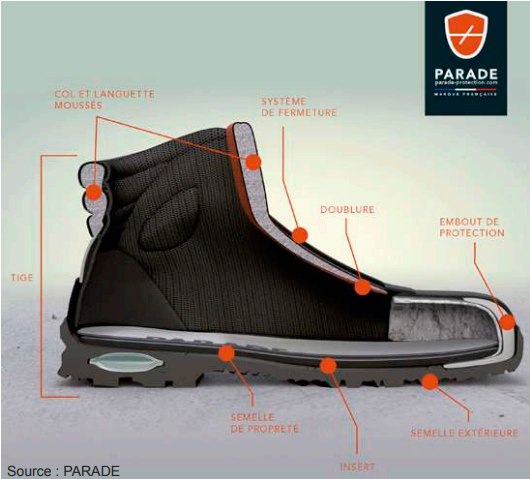 PARADE
parade-protection.com
MARQUE FRANÇAISE
COL ET LANGUETTE
MOUSSÉS
SYSTÈME
DE FERMETURE
DOUBLURE
EMBOUT DE
PROTECTION
TIGE
SEMELLE
DE PROPRETÉ
SEMELLE EXTÉRIEURE
INSERT
Source : PARADE